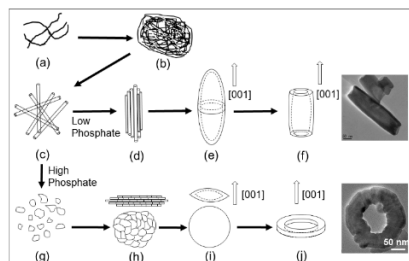 (a)
(b)
[001]
[001]
Low
Phosphate
(c)
(d)
(e)
(f)
High
Phosphate
[001]
[001]
50 nm
(g)
(h)
(i)
(j)